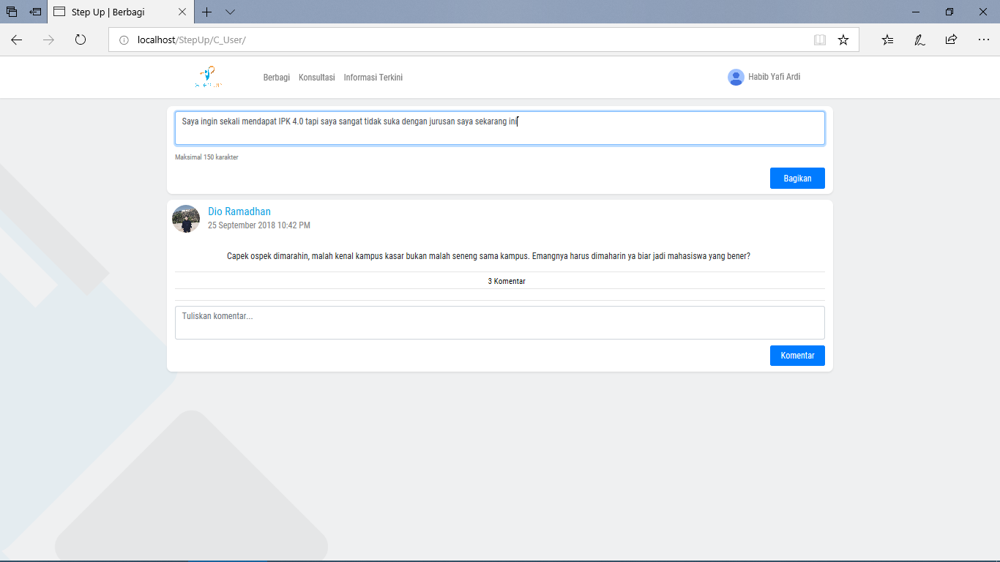 Step Up | Berbagi
localhost/StepUp/C_User/
Berbagi Konsultasi Informasi Terkini
Habib Yafi Ardi
Saya ingin sekali mendapat IPK 4.0 tapi saya sangat tidak suka dengan jurusan saya sekarang ini
Maksimal 150 karakter
Bagikan
Dio Ramadhan
25 September 2018 10:42 PM
Capek ospek dimarahin, malah kenal kampus kasar bukan malah seneng sama kampus. Emangnya harus dimaharin ya biar jadi mahasiswa yang bener?
3 Komentar
Tuliskan komentar...
Komentar